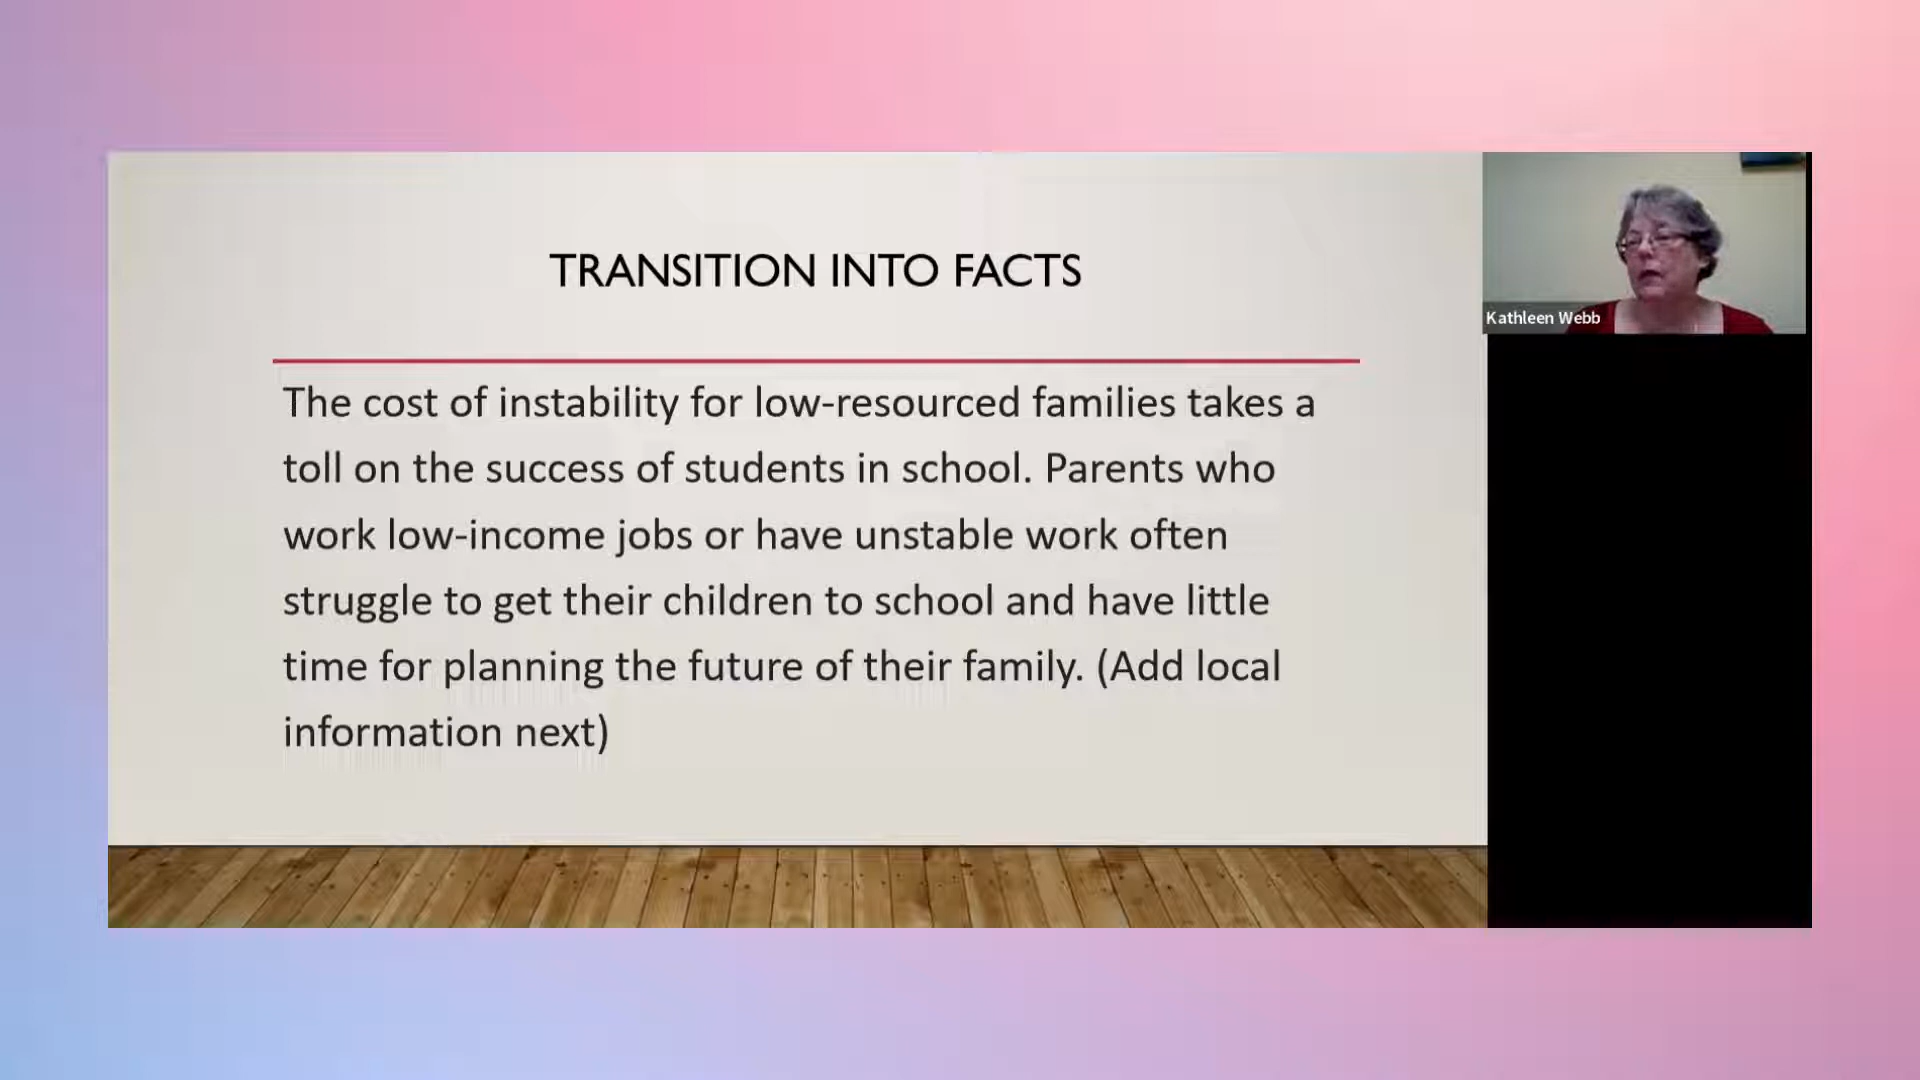 TRANSITION INTO FACTS
The cost of instability for low-resourced families takes a
toll on the success of students in school. Parents who
work low-income jobs or have unstable work often
struggle to get their children to school and have little
time for planning the future of their family. (Add local
information next)
Kathleen Webb